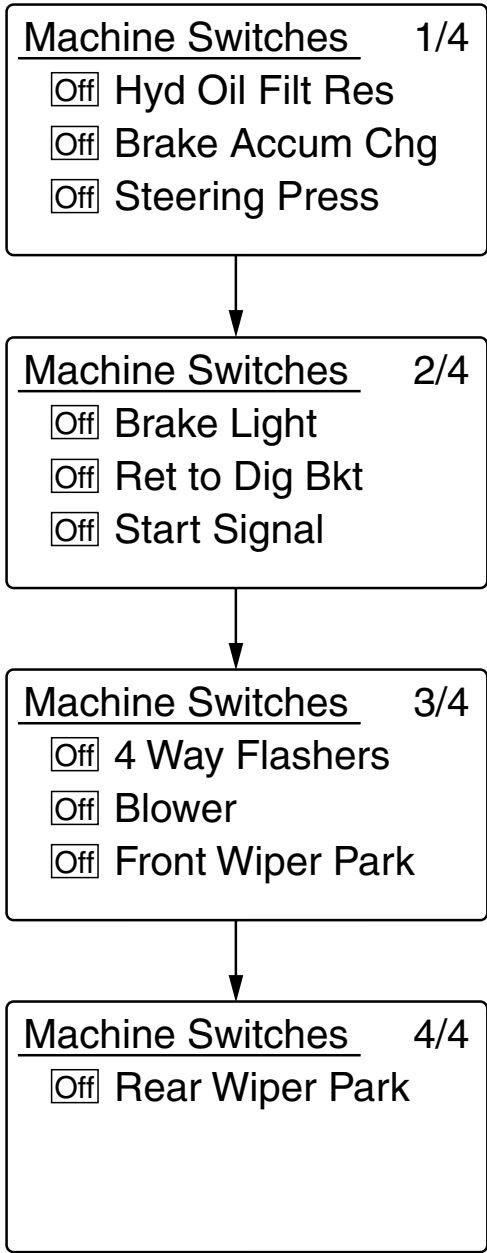 Machine Switches 1/4
Off Hyd Oil Filt Res
Off Brake Accum Chg
Off Steering Press
Machine Switches 2/4
Off Brake Light
Off Ret to Dig Bkt
Off Start Signal
Machine Switches 3/4
Off 4 Way Flashers
Off Blower
Off Front Wiper Park
Machine Switches 4/4
Off Rear Wiper Park